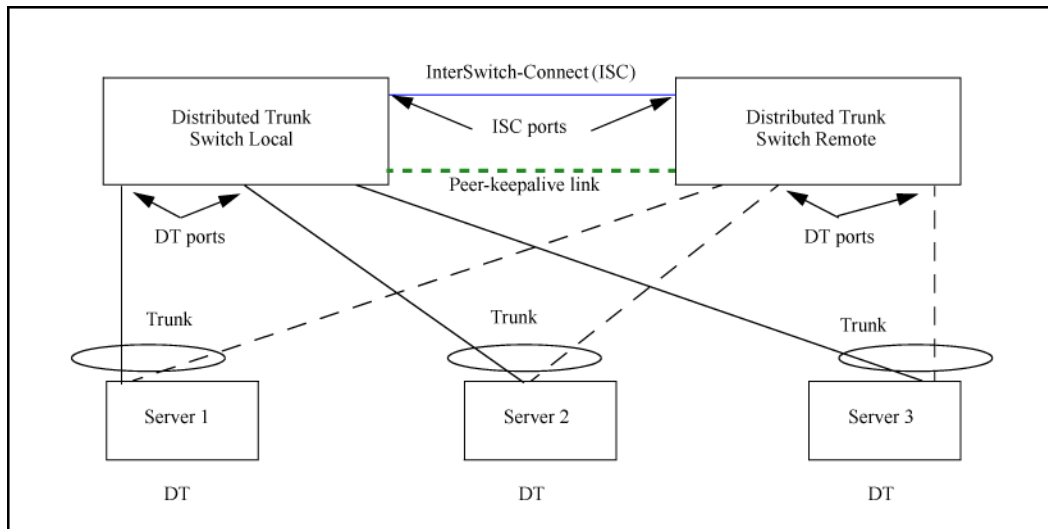 InterSwitch-Connect (ISC)
Distributed Trunk
Switch Local
ISC ports
Distributed Trunk
Switch Remote
Peer-keepalive link
DT ports
DT ports
Trunk
Trunk
Trunk
Server 1
Server 2
Server 3
DT
DT
DT